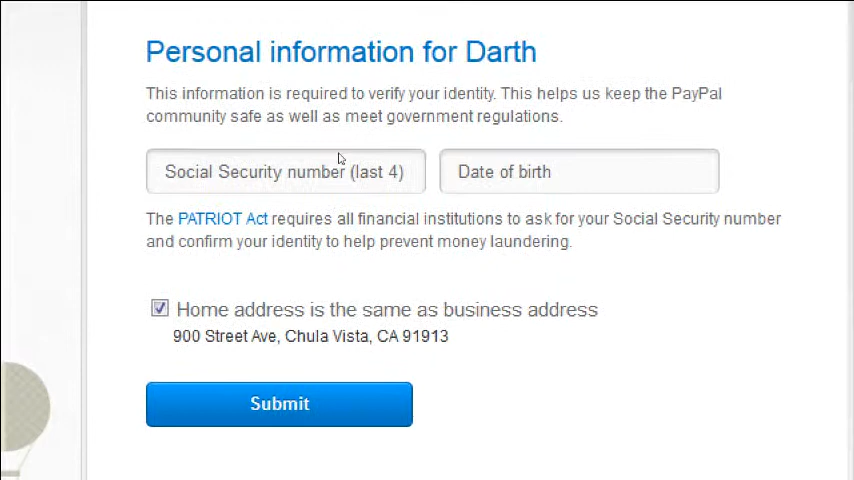 Personal information for Darth
This information is required to verify your identity. This helps us keep the PayPal
community safe as well as meet government regulations.
Social Security number (last 4) Date of birth
The PATRIOT Act requires all financial institutions to ask for your Social Security number
and confirm your identity to help prevent money laundering.
Home address is the same as business address
900 Street Ave, Chula Vista, CA 91913
Submit